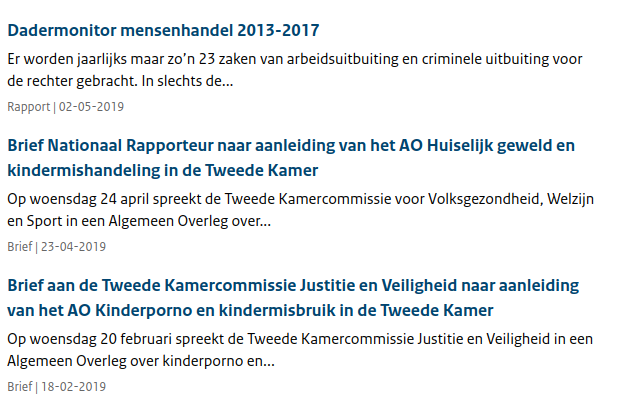 Dadermonitor mensenhandel 2013-2017
Er worden jaarlijks maar zo’n 23 zaken van arbeidsuitbuiting en criminele uitbuiting voor
de rechter gebracht. In slechts de...
Rapport | 02-05-2019
Brief Nationaal Rapporteur naar aanleiding van het AO Huiselijk geweld en
kindermishandeling in de Tweede Kamer
Op woensdag 24 april spreekt de Tweede Kamercommissie voor Volksgezondheid, Welzijn
en Sport in een Algemeen Overleg over...
Brief | 23-04-2019
Brief aan de Tweede Kamercommissie Justitie en Veiligheid naar aanleiding
van het AO Kinderporno en kindermisbruik in de Tweede Kamer
Op woensdag 20 februari spreekt de Tweede Kamercommissie Justitie en Veiligheid in een
Algemeen Overleg over kinderporno en...
Brief | 18-02-2019